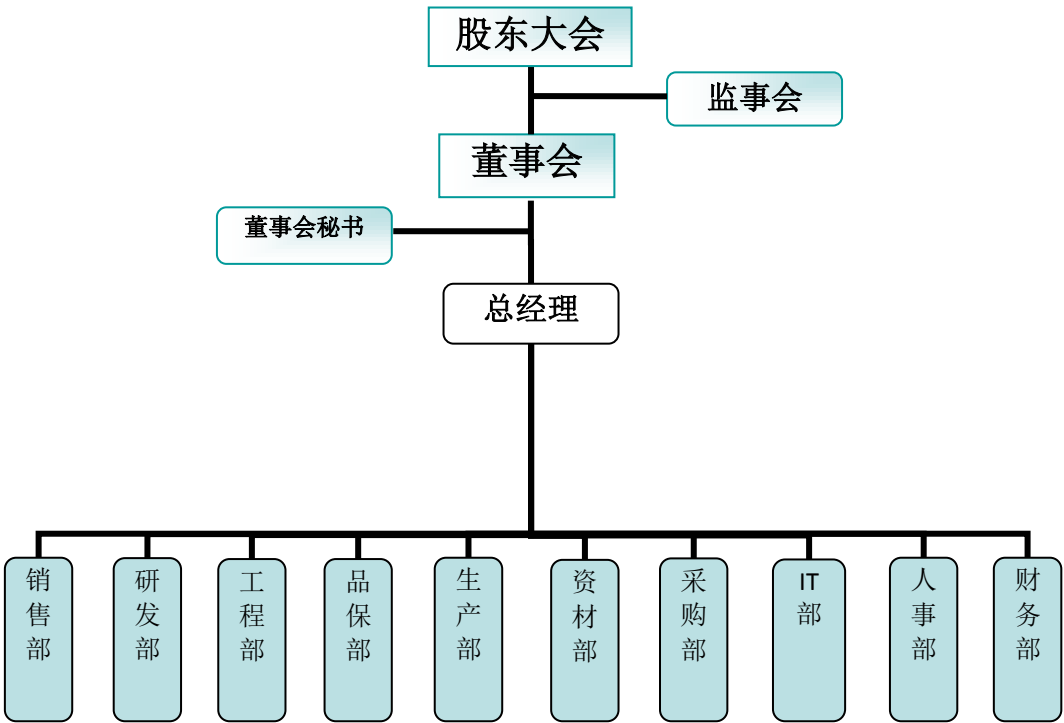 股东大会
监事会
董事会
董事会秘书
总经理
销售部
研发部
工程部
品保部
生产部
资材部
采购部
IT部
人事部
财务部